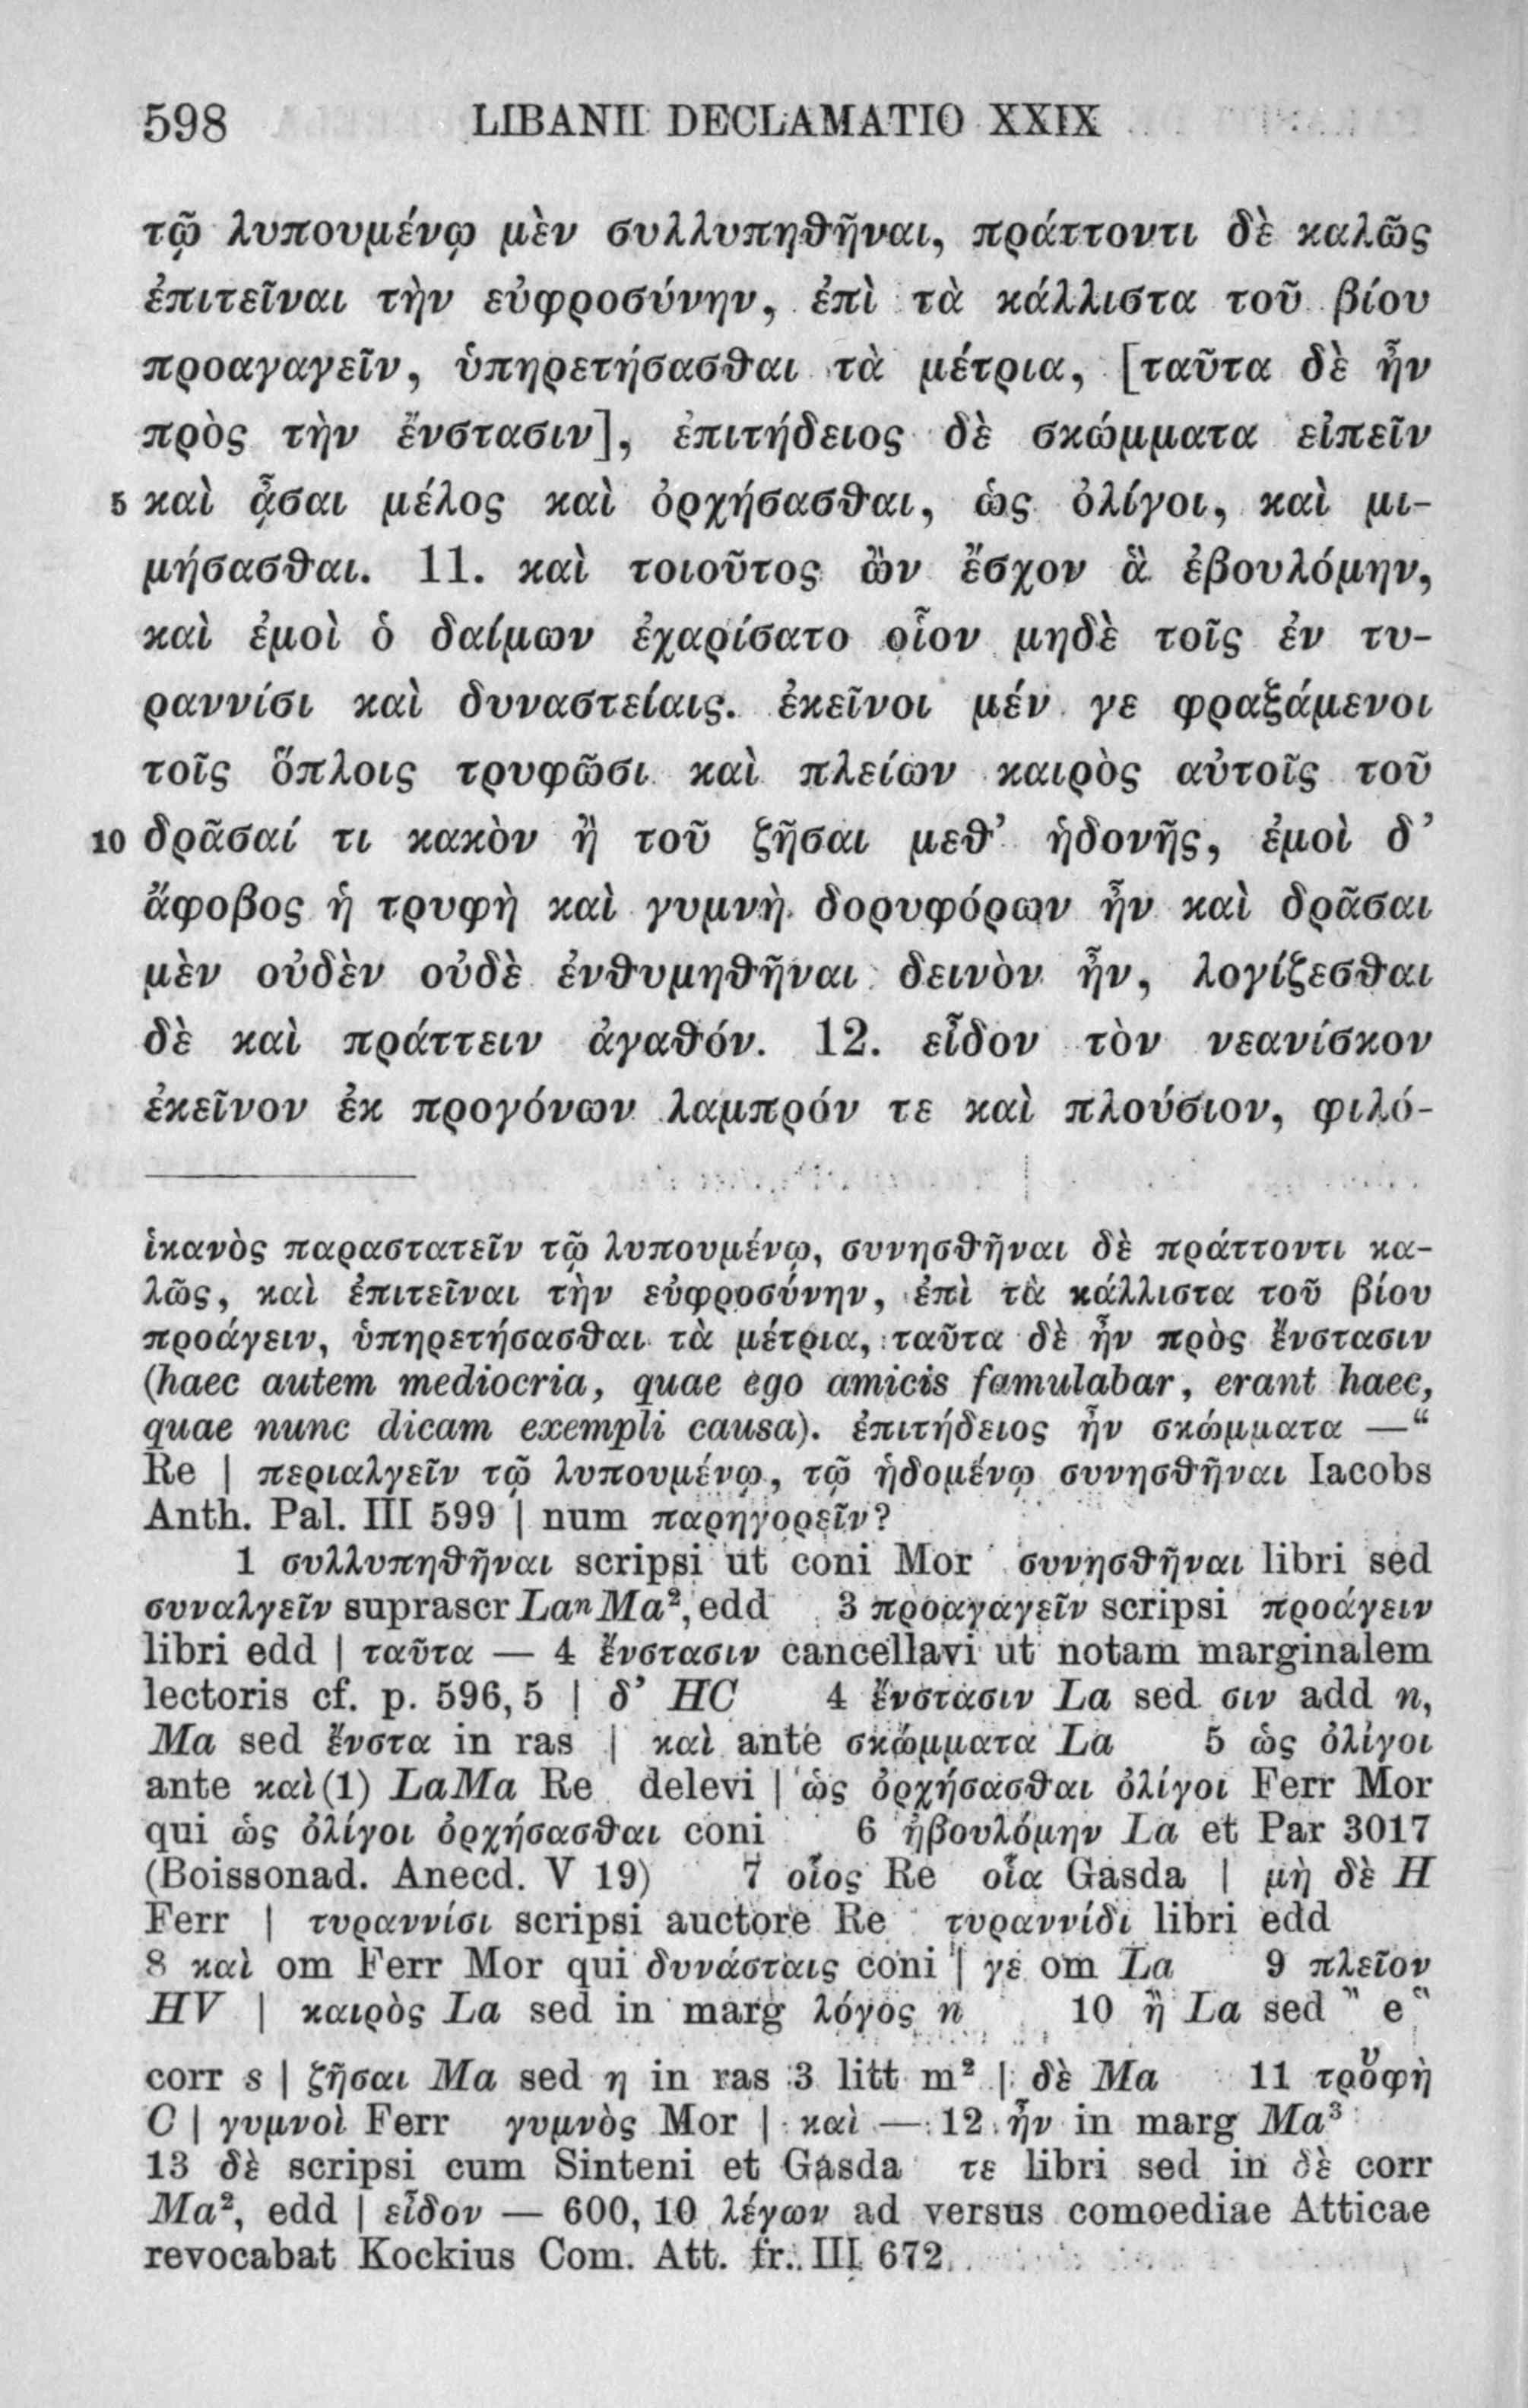 598 LIBANII DECLAMATIO XXIX
τῷ λυπουμένῳ μὲν συλλυπηθῆναι, πράττοντι δὲ καλῶς
ἐπιτεῖναι τὴν εὐφροσύνην, ἐπὶ τὰ κάλλιστα τοῦ βίου
προαγαγεῖν, ὑπηρετήσασθαι τὰ μέτρια, [ταῦτα δὲ ἦν
πρὸς τὴν ἔνστασιν], ἐπιτήδειος δὲ σκώμματα εἰπεῖν
5 καὶ ᾆσαι μέλος καὶ ὀρχήσασθαι, ὡς ὀλίγοι, καὶ μι-
μήσασθαι. 11. καὶ τοιοῦτος ὢν ἔσχον ἃ ἐβουλόμην,
καὶ ἐμοὶ ὁ δαίμων ἐχαρίσατο οἷον μηδὲ τοῖς ἐν τυ-
ραννίσι καὶ δυναστείαις. ἐκεῖνοι μέν γε φραξάμενοι
τοῖς ὅπλοις τρυφῶσι καὶ πλείων καιρὸς αὐτοῖς τοῦ
10 δρᾶσαί τι κακὸν ἢ τοῦ ζῆσαι μεθ’ ἡδονῆς, ἐμοὶ δ’
ἄφοβος ἡ τρυφὴ καὶ γυμνὴ δορυφόρων ἦν καὶ δρᾶσαι
μὲν οὐδὲν οὐδὲ ἐνθυμηθῆναι δεινὸν ἦν, λογίζεσθαι
δὲ καὶ πράττειν ἀγαθόν. 12. εἶδον τὸν νεανίσκον
ἐκεῖνον ἐκ προγόνων λαμπρόν τε καὶ πλούσιον, φιλό-
ἱκανὸς παραστατεῖν τῷ λυπουμένῳ, συνησθῆναι δὲ πράττοντι κα-
λῶς, καὶ ἐπιτεῖναι τὴν εὐφροσύνην, ἐπὶ τὰ κάλλιστα τοῦ βίου
προάγειν, ὑπηρετήσασθαι τὰ μέτρια, ταῦτα δὲ ἦν πρὸς ἔνστασιν
(haec autem mediocria, quae ego amicis famulabar, erant haec,
quae nunc dicam exempli causa). ἐπιτήδειος ἦν σκώμματα —“
Re | περιαλγεῖν τῷ λυπουμένῳ, τῷ ἡδομένῳ συνησθῆναι Iacobs
Anth. Pal. III 599 | num παρηγορεῖν?
1 συλλυπηθῆναι scripsi ut coni Mor συνησθῆναι libri sed
συναλγεῖν suprascr Laⁿ Ma², edd 3 προαγαγεῖν scripsi προάγειν
libri edd | ταῦτα — 4 ἔνστασιν cancellavi ut notam marginalem
lectoris cf. p. 596, 5 | δ’ HC 4 ἔνστασιν La sed σιν add n,
Ma sed ἔνστα in ras | καὶ ante σκώμματα La 5 ὡς ὀλίγοι
ante καὶ (1) LaMa Re delevi | ὡς ὀρχήσασθαι ὀλίγοι Ferr Mor
qui ὡς ὀλίγοι ὀρχήσασθαι coni 6 ἠβουλόμην La et Par 3017
(Boissonad. Anecd. V 19) 7 οἷος Re οἷα Gasda | μὴ δὲ H
Ferr | τυραννίσι scripsi auctore Re τυραννίδι libri edd
8 καὶ om Ferr Mor qui δυνάσταις coni | γε om La 9 πλεῖον
HV | καιρὸς La sed in marg λόγος n 10 ἢ La sed " e
corr s | ζῆσαι Ma sed η in ras 3 litt m² | δὲ Ma 11 τροφὴ
C | γυμνοὶ Ferr γυμνὸς Mor | καὶ — 12 ἦν in marg Ma³
13 δὲ scripsi cum Sinteni et Gasda τε libri sed in δὲ corr
Ma², edd | εἶδον — 600, 10 λέγων ad versus comoediae Atticae
revocabat Kockius Com. Att. fr. III 672